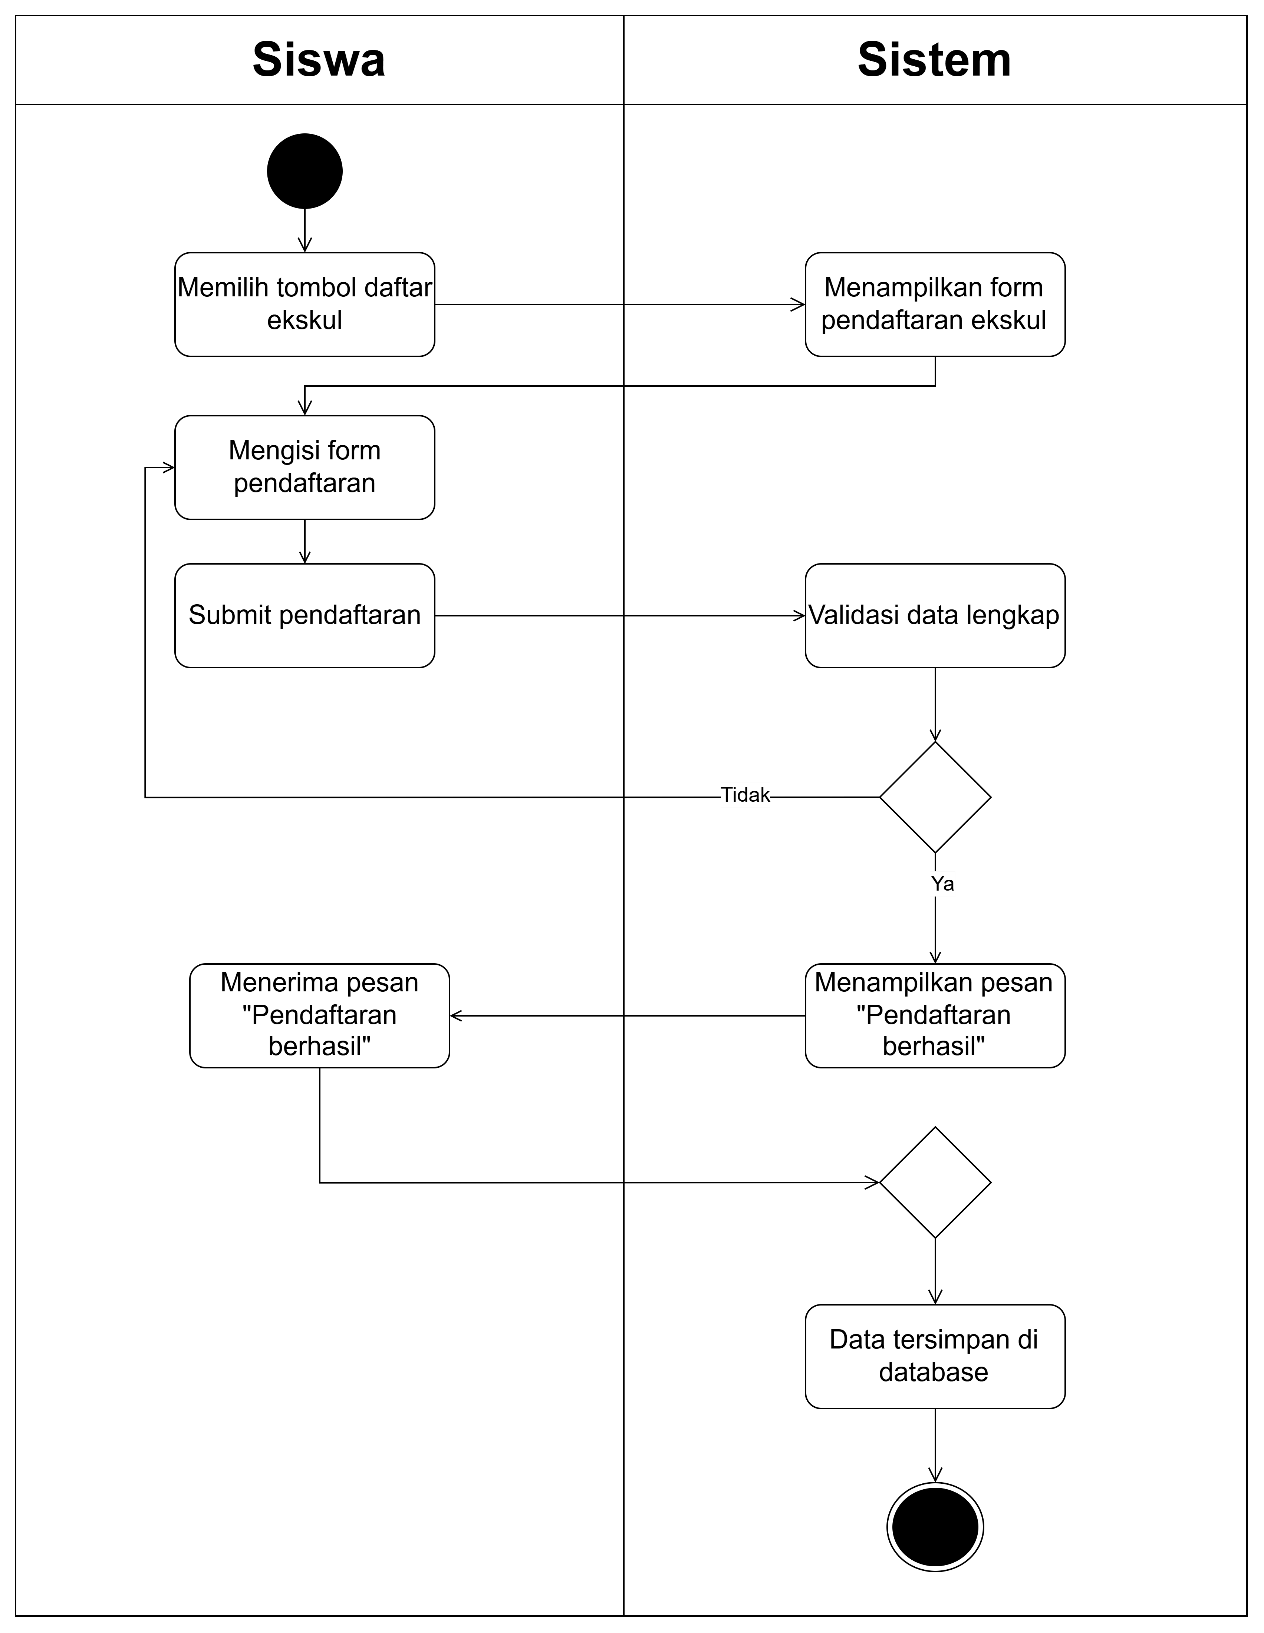 Siswa
Sistem
Memilih tombol daftar
ekskul
Menampilkan form
pendaftaran ekskul
Mengisi form
pendaftaran
Submit pendaftaran
Validasi data lengkap
Tidak
Ya
Menerima pesan
"Pendaftaran
berhasil"
Menampilkan pesan
"Pendaftaran
berhasil"
Data tersimpan di
database